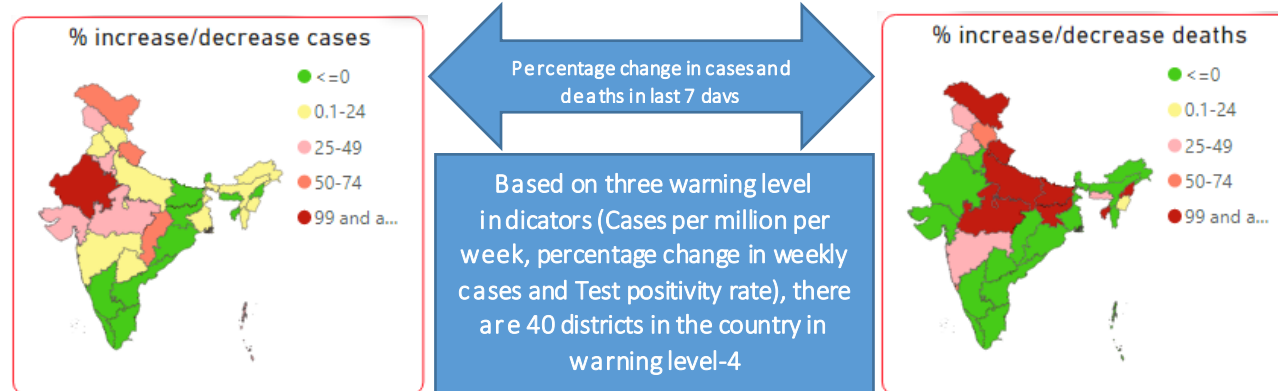 % increase/decrease cases
<=0
0.1-24
25-49
50-74
99 and a...
Percentage change in cases and
deaths in last 7 days
Based on three warning level
indicators (Cases per million per
week, percentage change in weekly
cases and Test positivity rate), there
are 40 districts in the country in
warning level-4
% increase/decrease deaths
<=0
0.1-24
25-49
50-74
99 and a...